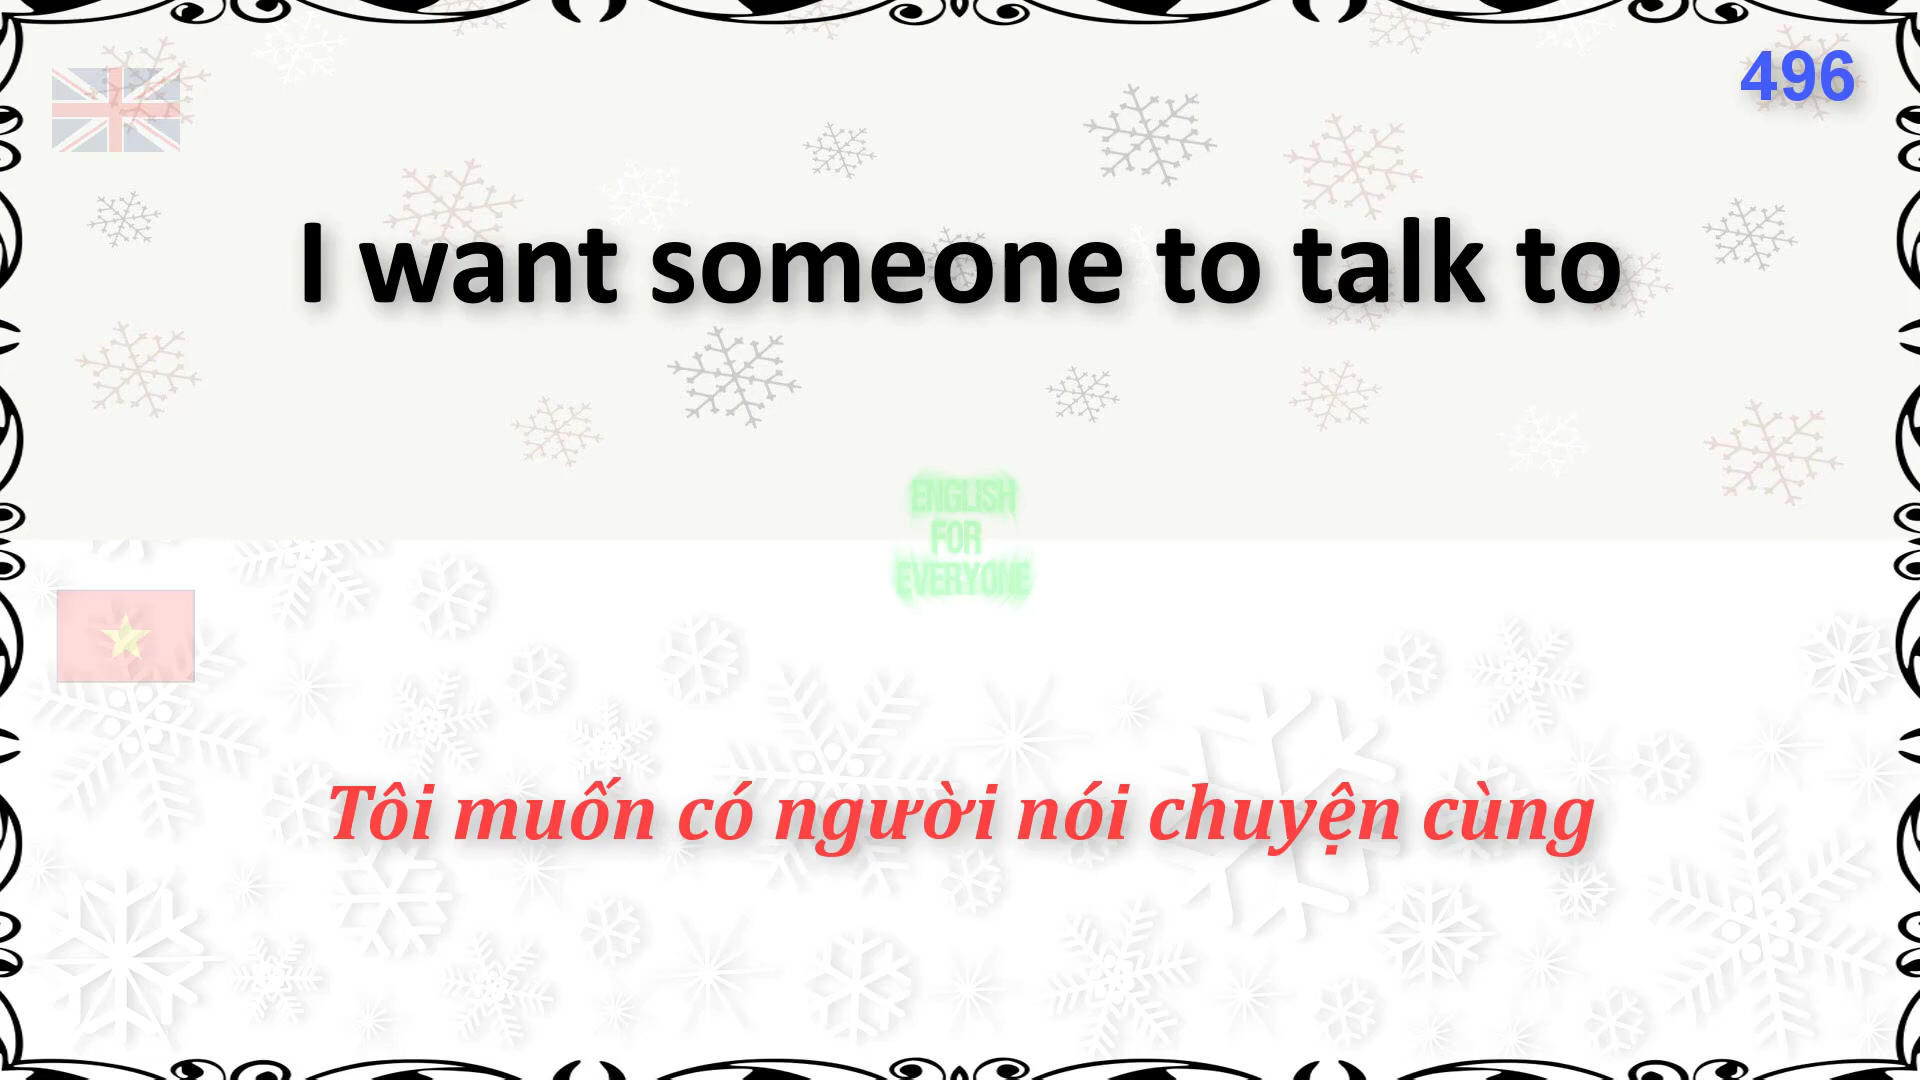 496
I want someone to talk to
ENGLISH
FOR
EVERYONE
Tôi muốn có người nói chuyện cùng